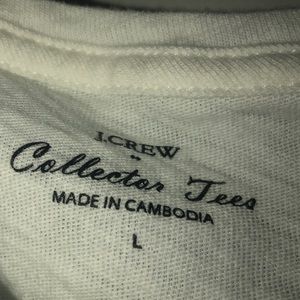 J.CREW
Collector Tees
MADE IN CAMBODIA
L